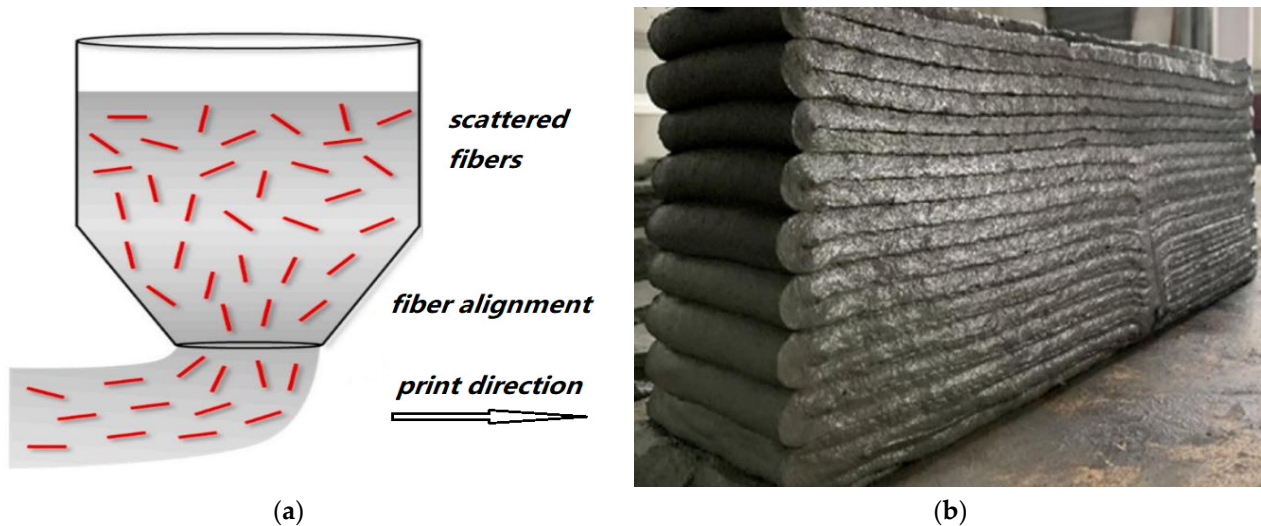 scattered
fibers
fiber alignment
print direction
(a)
(b)